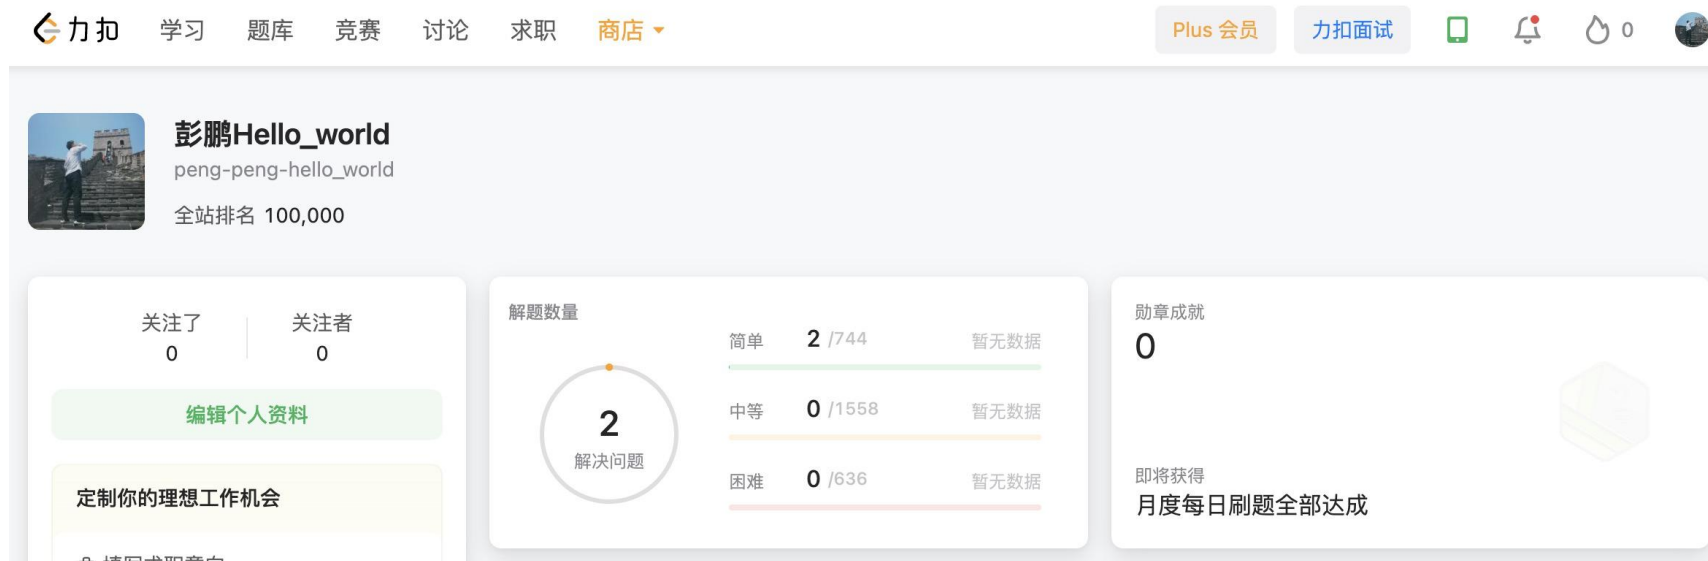 力扣 学习 题库 竞赛 讨论 求职 商店 Plus 会员 力扣面试 0
彭鹏Hello_world
peng-peng-hello_world
全站排名 100,000
关注了 关注者
0 0
编辑个人资料
定制你的理想工作机会
填写求职意向
解题数量
2
解决问题
简单 2 /744 暂无数据
中等 0 /1558 暂无数据
困难 0 /636 暂无数据
勋章成就
0
即将获得
月度每日刷题全部达成